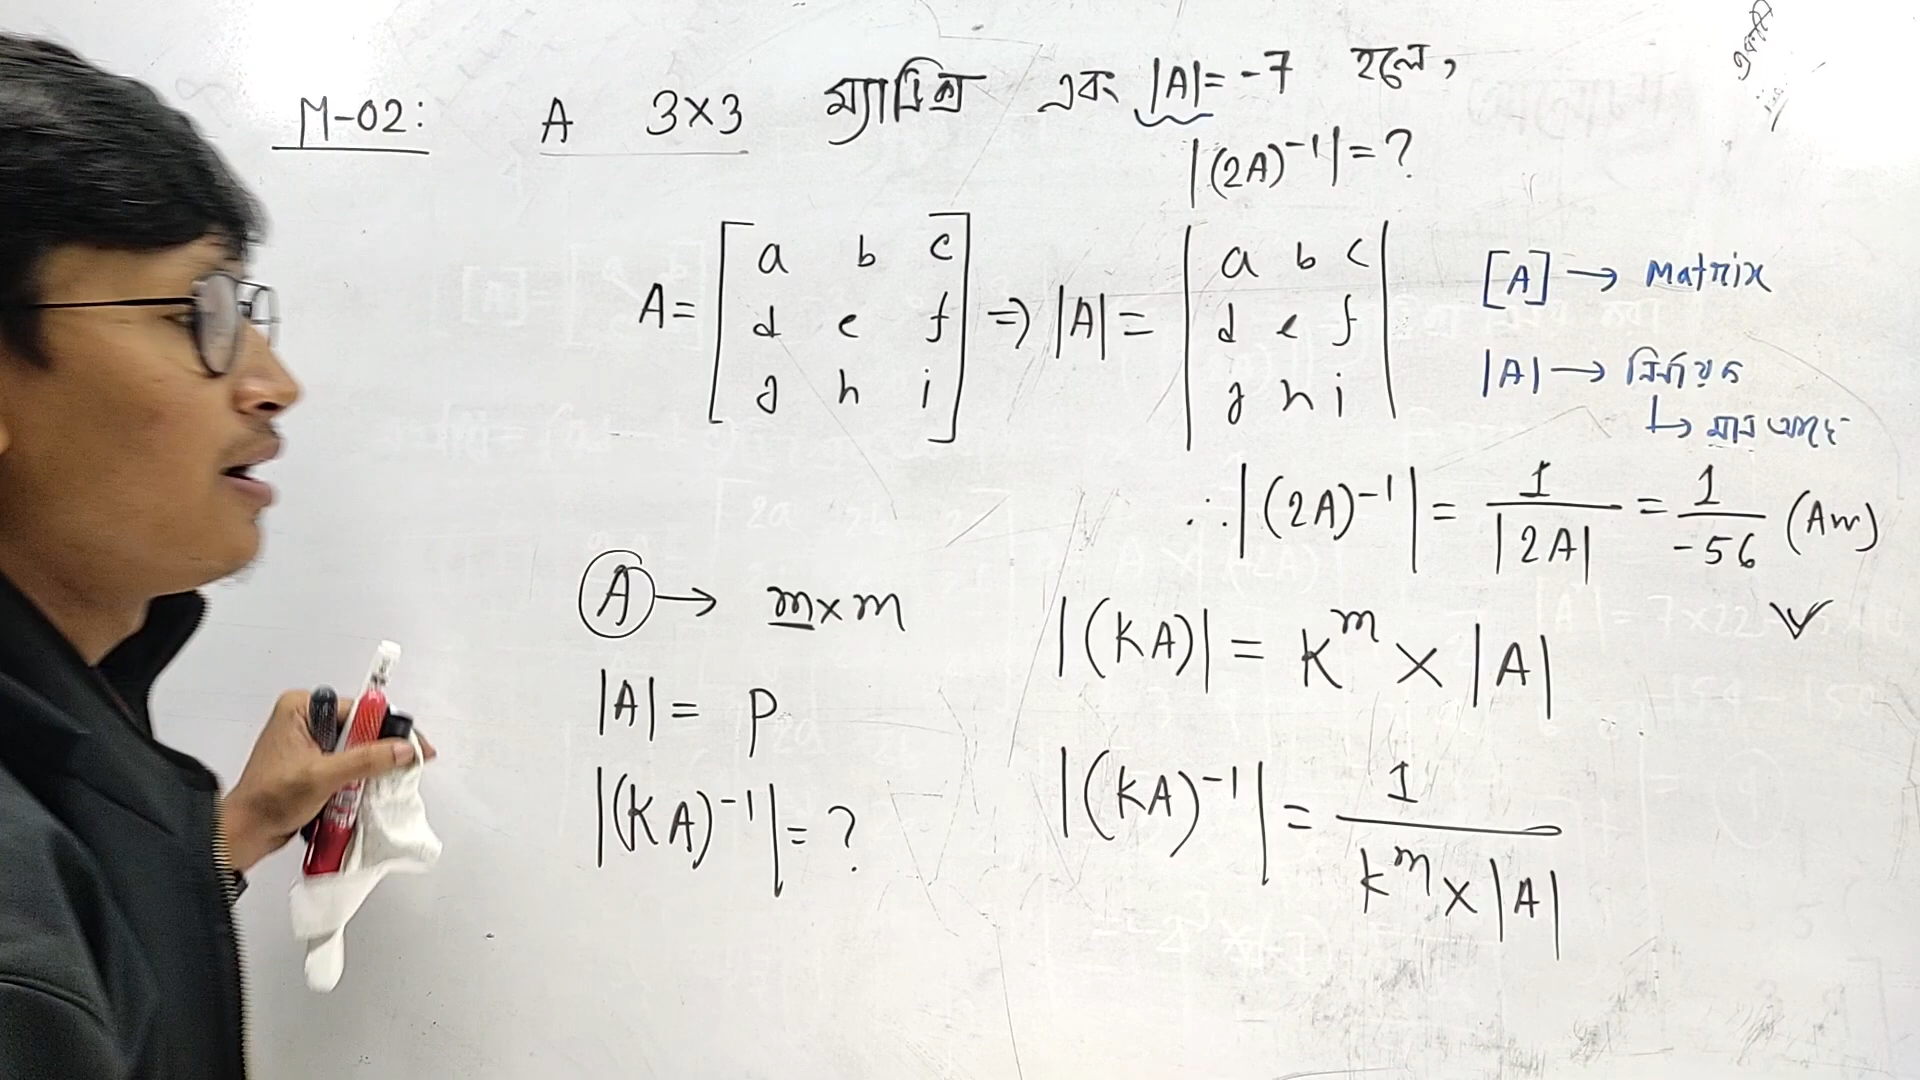 M-02: A 3×3 ম্যাট্রিক্স এবং |A| = -7 হলে,
|(2A)⁻¹| = ?
A = [a b c
d e f
g h i] ⇒ |A| = |a b c
d e f
g h i|
[A] → Matrix
|A| → নির্ণায়ক
↳ মান আছে
∴ |(2A)⁻¹| = 1/|2A| = 1/-56 (Ans)
A → m×m
|A| = p
|(KA)⁻¹| = ?
|(KA)| = Kᵐ × |A|
|(KA)⁻¹| = 1/(Kᵐ × |A|)